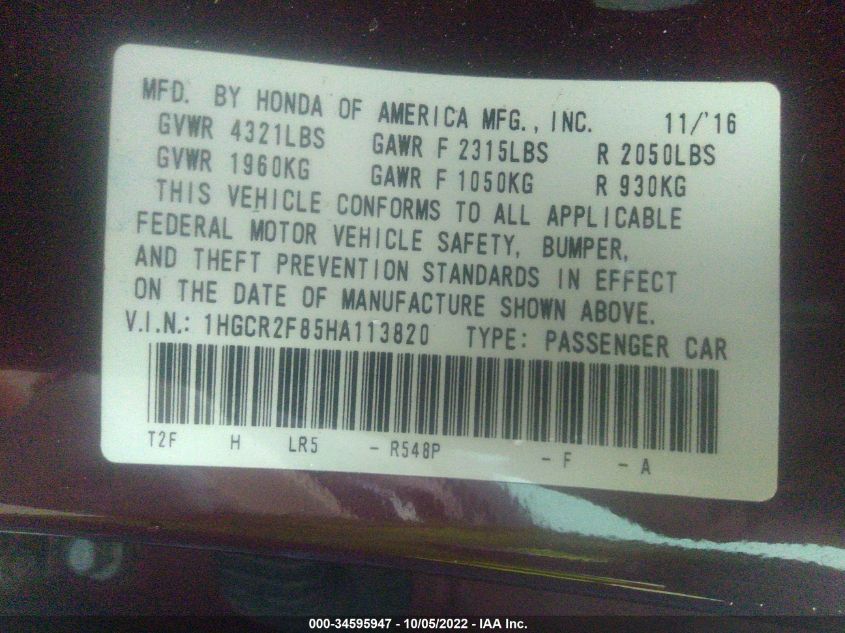 MFD. BY HONDA OF AMERICA MFG., INC. 11/'16
GVWR 4321LBS GAWR F 2315LBS R 2050LBS
GVWR 1960KG GAWR F 1050KG R 930KG
THIS VEHICLE CONFORMS TO ALL APPLICABLE
FEDERAL MOTOR VEHICLE SAFETY, BUMPER,
AND THEFT PREVENTION STANDARDS IN EFFECT
ON THE DATE OF MANUFACTURE SHOWN ABOVE.
V.I.N.: 1HGCR2F85HA113820 TYPE: PASSENGER CAR
T2F H LR5 - R548P - F - A
000-34595947 - 10/05/2022 - IAA Inc.